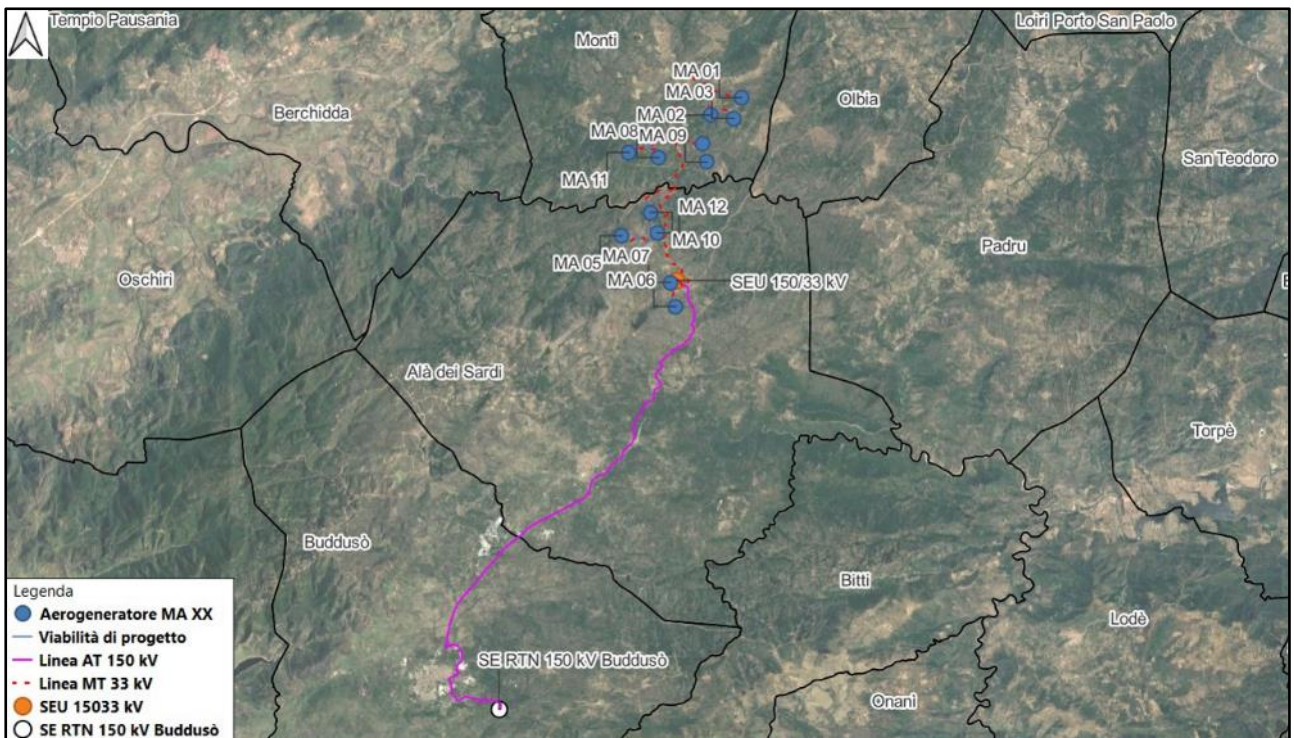 Tempio Pausania
Loiri Porto San Paolo
Monti
MA 01
MA 03
Olbia
Berchidda
MA 02
MA 08
MA 09
San Teodoro
MA 11
MA 12
MA 10
Padru
Oschiri
MA 05
MA 07
MA 06
SEU 150/33 kV
Alà dei Sardi
Torpè
Buddusò
Bitti
Lodè
SE RTN 150 kV Buddusò
Onanì
Legenda
Aerogeneratore MA XX
Viabilità di progetto
Linea AT 150 kV
Linea MT 33 kV
SEU 15033 kV
SE RTN 150 kV Buddusò